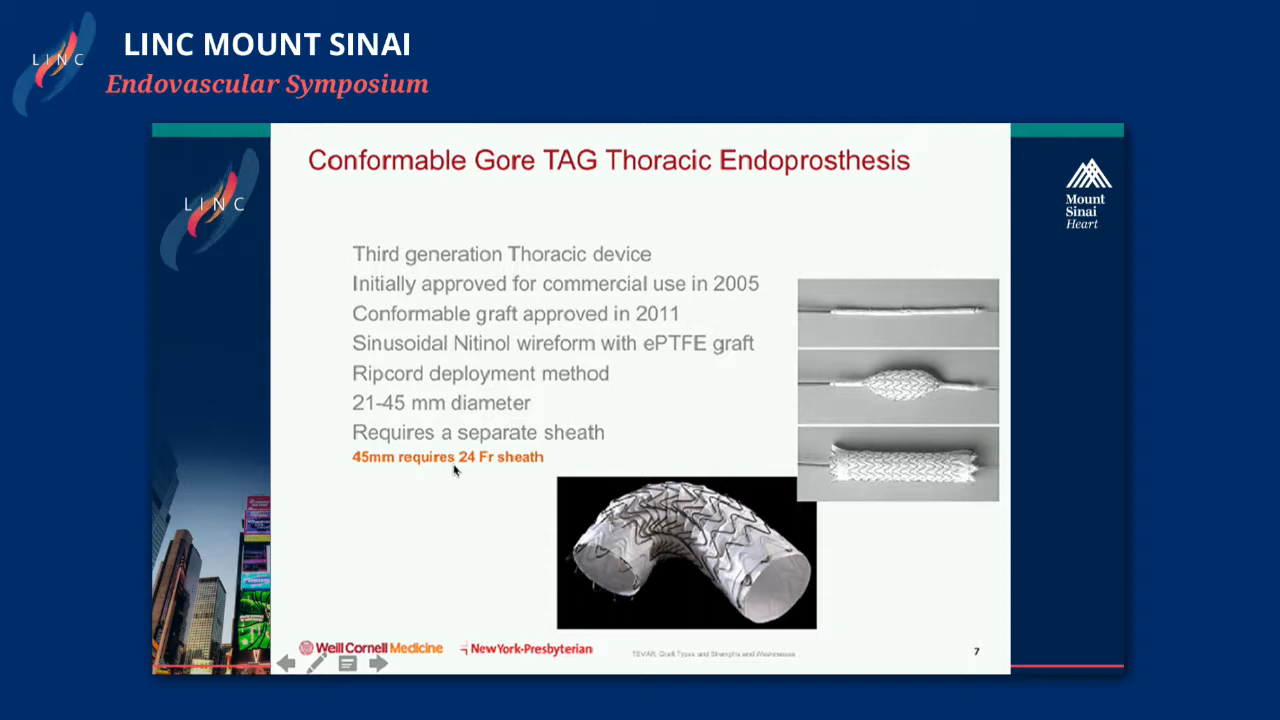 LINC
LINC MOUNT SINAI
Endovascular Symposium
LINC
Conformable Gore TAG Thoracic Endoprosthesis
Mount
Sinai
Heart
Third generation Thoracic device
Initially approved for commercial use in 2005
Conformable graft approved in 2011
Sinusoidal Nitinol wireform with ePTFE graft
Ripcord deployment method
21-45 mm diameter
Requires a separate sheath
45mm requires 24 Fr sheath
Weill Cornell Medicine
NewYork-Presbyterian
TEVAR, Graft Types and Strengths and Weaknesses
7